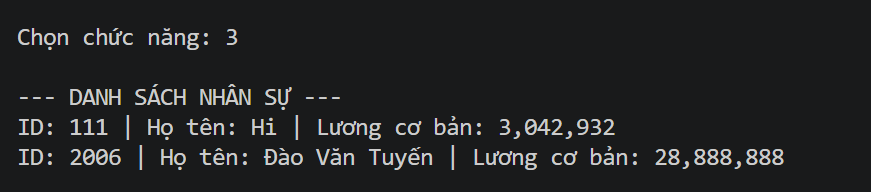 Chọn chức năng: 3
--- DANH SÁCH NHÂN SỰ ---
ID: 111 | Họ tên: Hi | Lương cơ bản: 3,042,932
ID: 2006 | Họ tên: Đào Văn Tuyến | Lương cơ bản: 28,888,888